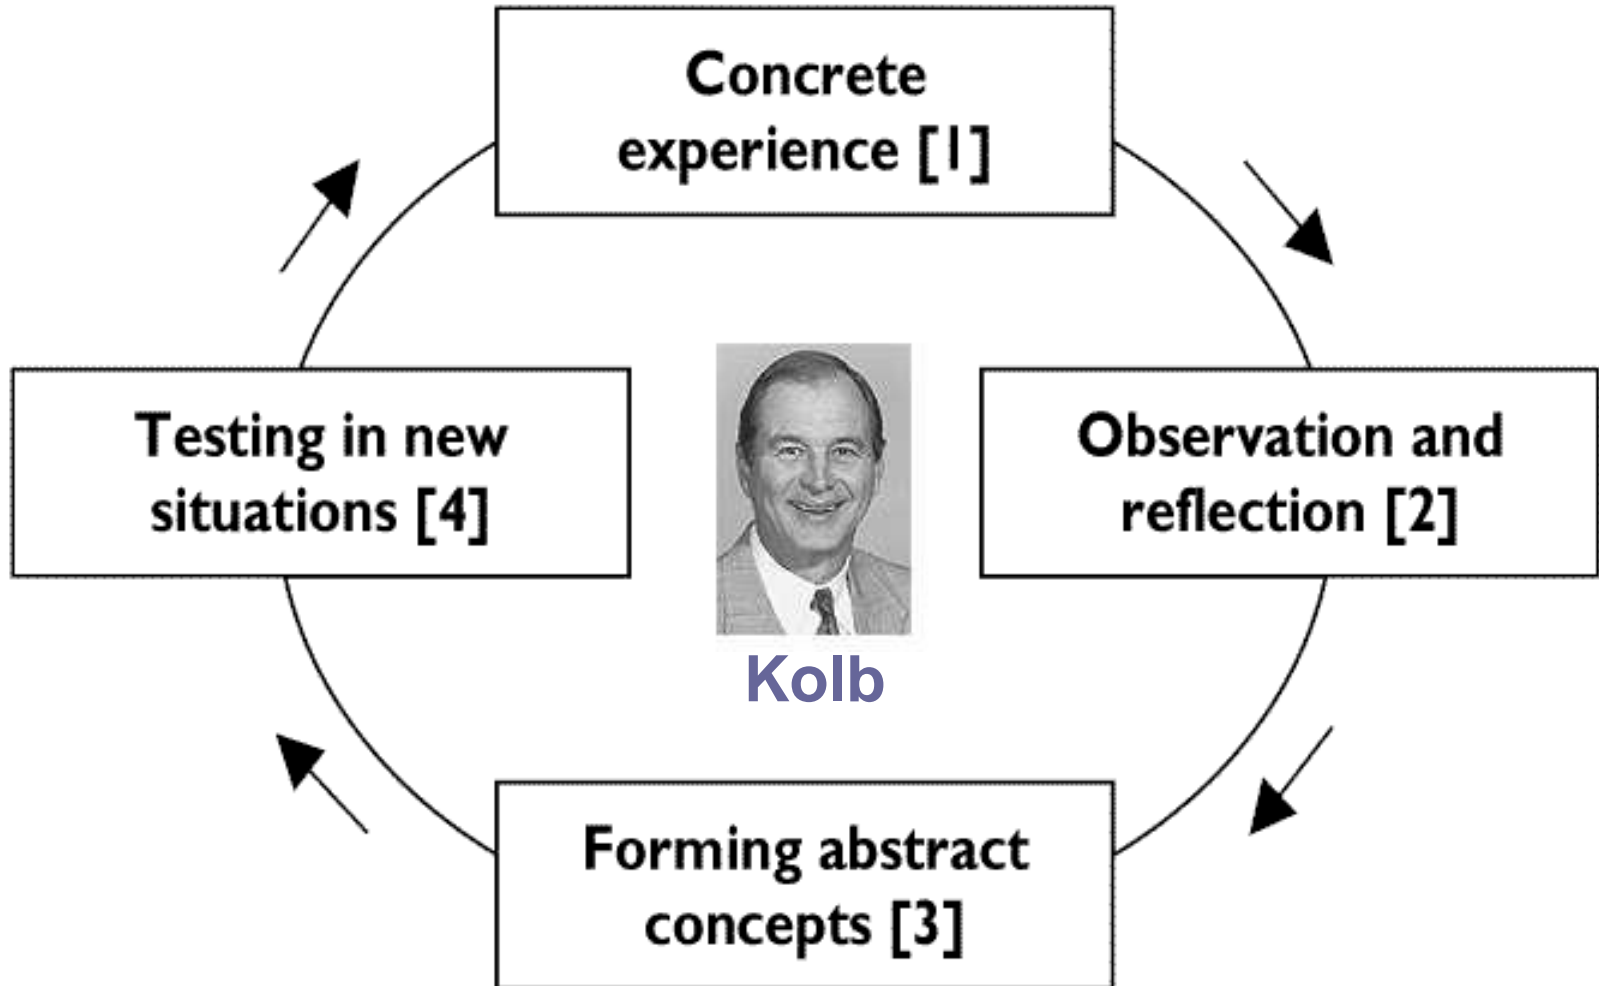 Concrete
experience [1]
Observation and
reflection [2]
Forming abstract
concepts [3]
Testing in new
situations [4]
Kolb